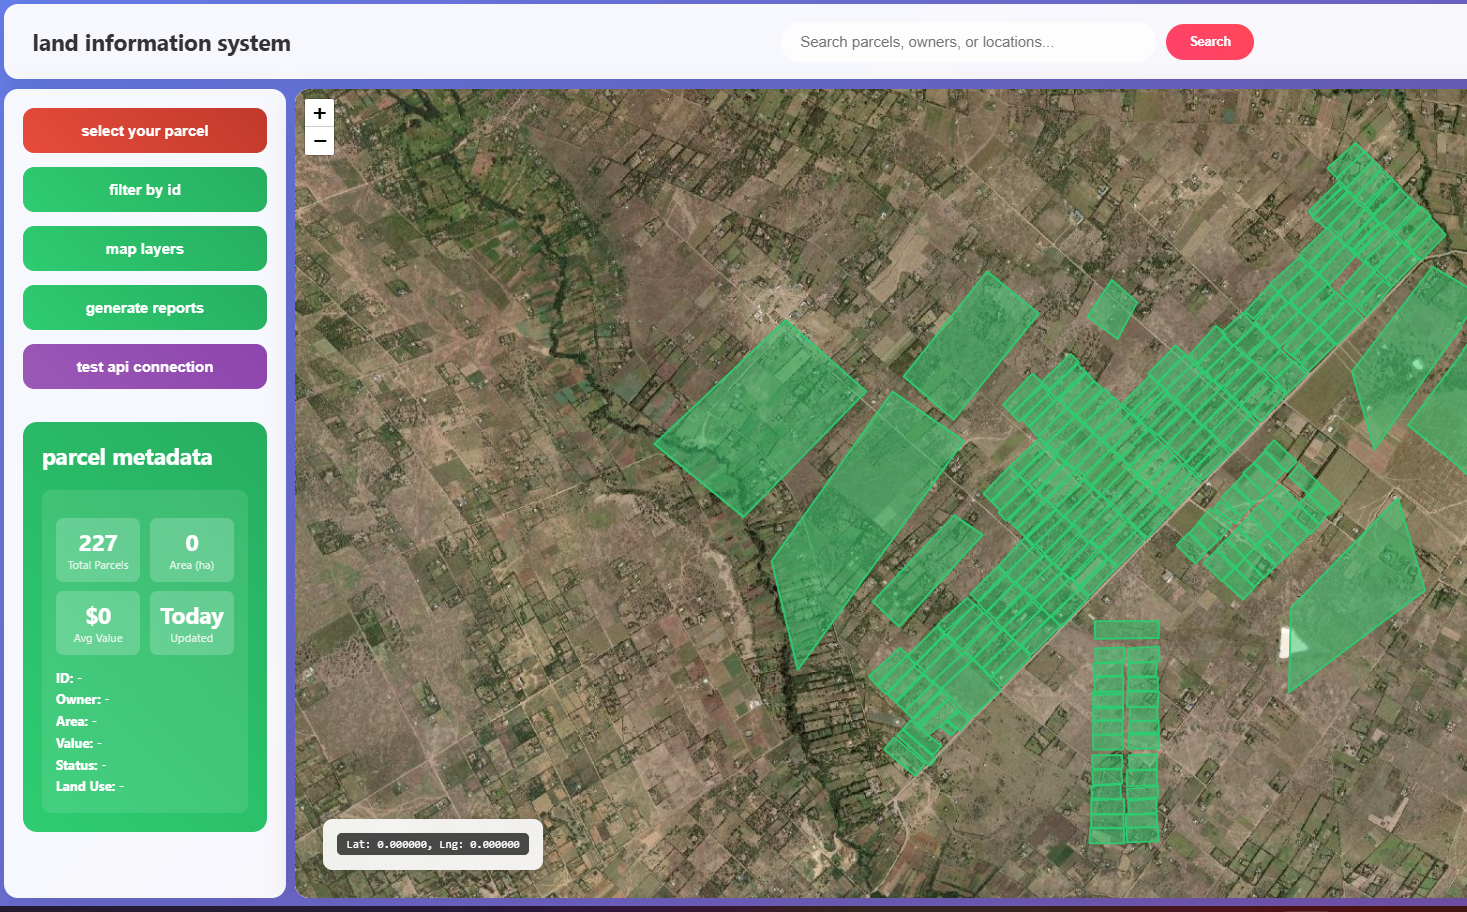 land information system
Search parcels, owners, or locations...
Search
select your parcel
filter by id
map layers
generate reports
test api connection
parcel metadata
227
Total Parcels
0
Area (ha)
$0
Avg Value
Today
Updated
ID: -
Owner: -
Area: -
Value: -
Status: -
Land Use: -
+
−
Lat: 0.000000, Lng: 0.000000